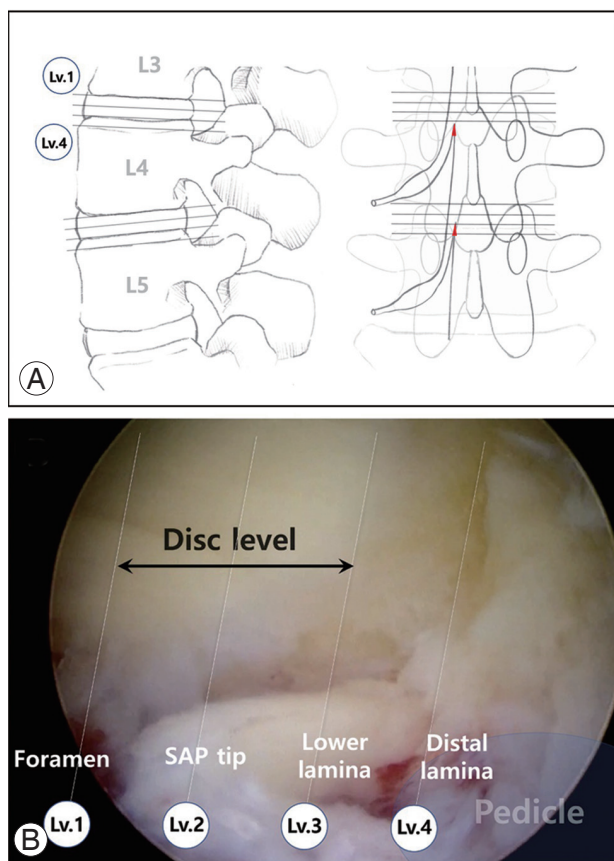 Lv.1
L3
Lv.4
L4
L5
A
Disc level
Foramen
SAP tip
Lower
lamina
Distal
lamina
Pedicle
Lv.1
Lv.2
Lv.3
Lv.4
B